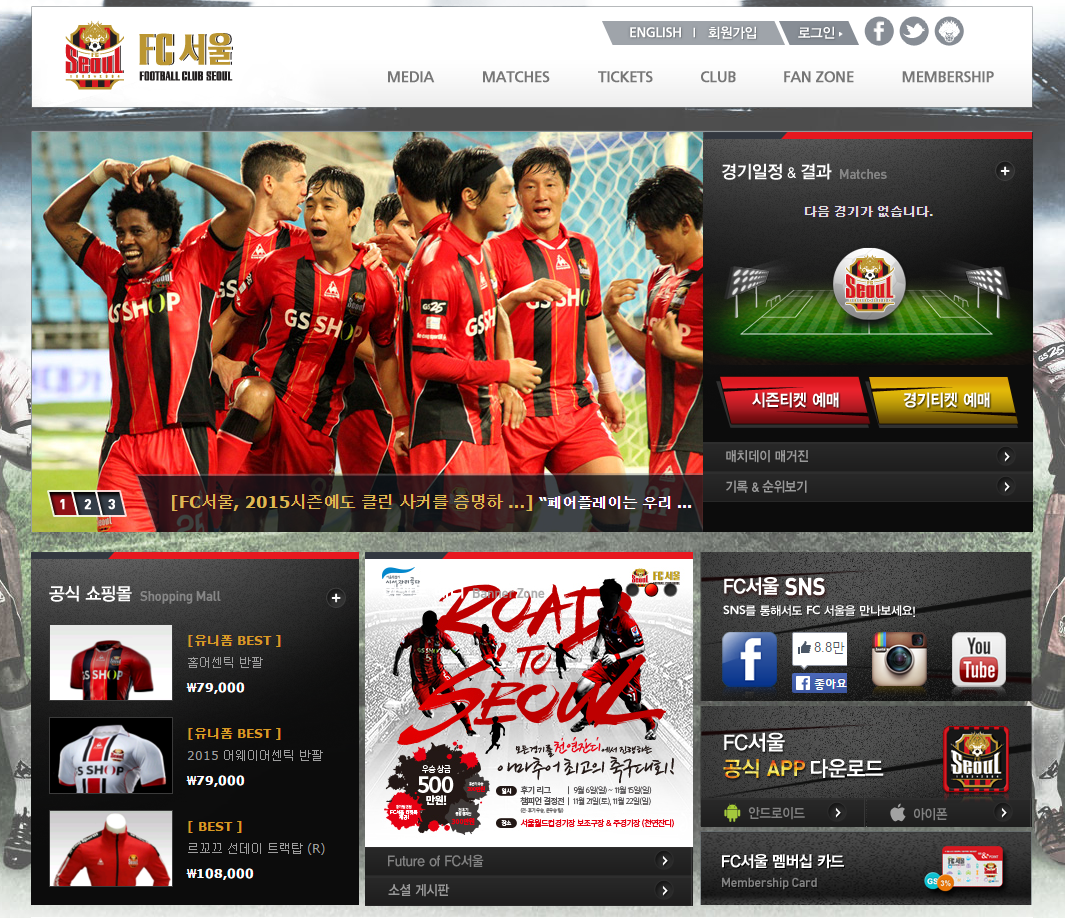 Seoul
FC서울
FOOTBALL CLUB SEOUL
ENGLISH | 회원가입
로그인
MEDIA
MATCHES
TICKETS
CLUB
FAN ZONE
MEMBERSHIP
GS SHOP
GS SHOP
GS25
GS SHOP
GS25
1 2 3
[FC서울, 2015시즌에도 클린 사커를 증명하 ...] “페어플레이는 우리 ...
경기일정 & 결과 Matches
다음 경기가 없습니다.
Seoul
시즌티켓 예매
경기티켓 예매
매치데이 매거진
기록 & 순위보기
공식 쇼핑몰 Shopping Mall
[유니폼 BEST ]
홈어센틱 반팔
₩79,000
[유니폼 BEST ]
2015 어웨이어센틱 반팔
₩79,000
[ BEST ]
르꼬끄 선데이 트랙탑 (R)
₩108,000
Seoul FC서울
Banner Zone
ROAD
TO
SEOUL
모든경기를 천연잔디에서 진행하는
아마추어 최고의 축구대회!
우승 상금
500
만원!
일시 후기 리그 | 9월 6일(일) ~ 11월 15일(일)
챔피언 결정전 | 11월 21일(토), 11월 22일(일)
장소 서울월드컵경기장 보조구장 & 주경기장 (천연잔디)
Future of FC서울
소셜 게시판
FC서울 SNS
SNS를 통해서도 FC 서울을 만나보세요!
8.8만
좋아요
You
Tube
FC서울
공식 APP 다운로드
Seoul
안드로이드
아이폰
FC서울 멤버십 카드
Membership Card
GS
3%